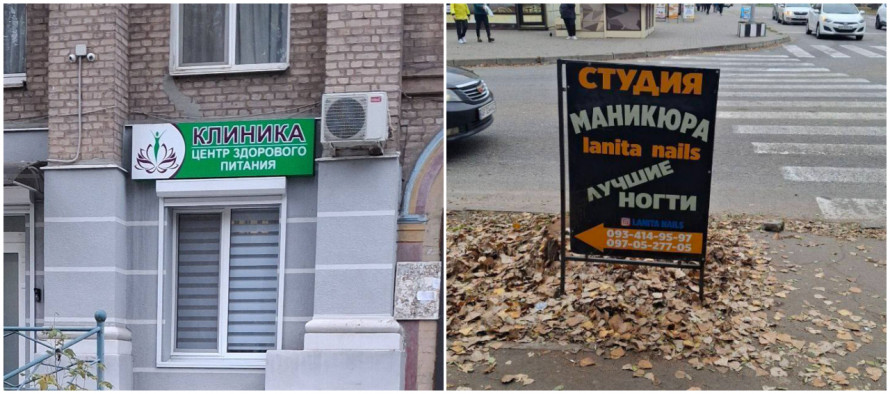 КЛИНИКА
ЦЕНТР ЗДОРОВОГО
ПИТАНИЯ
СТУДИЯ
МАНИКЮРА
lanita nails
ЛУЧШИЕ
НОГТИ
LANITA NAILS
093-414-95-97
097-05-277-05